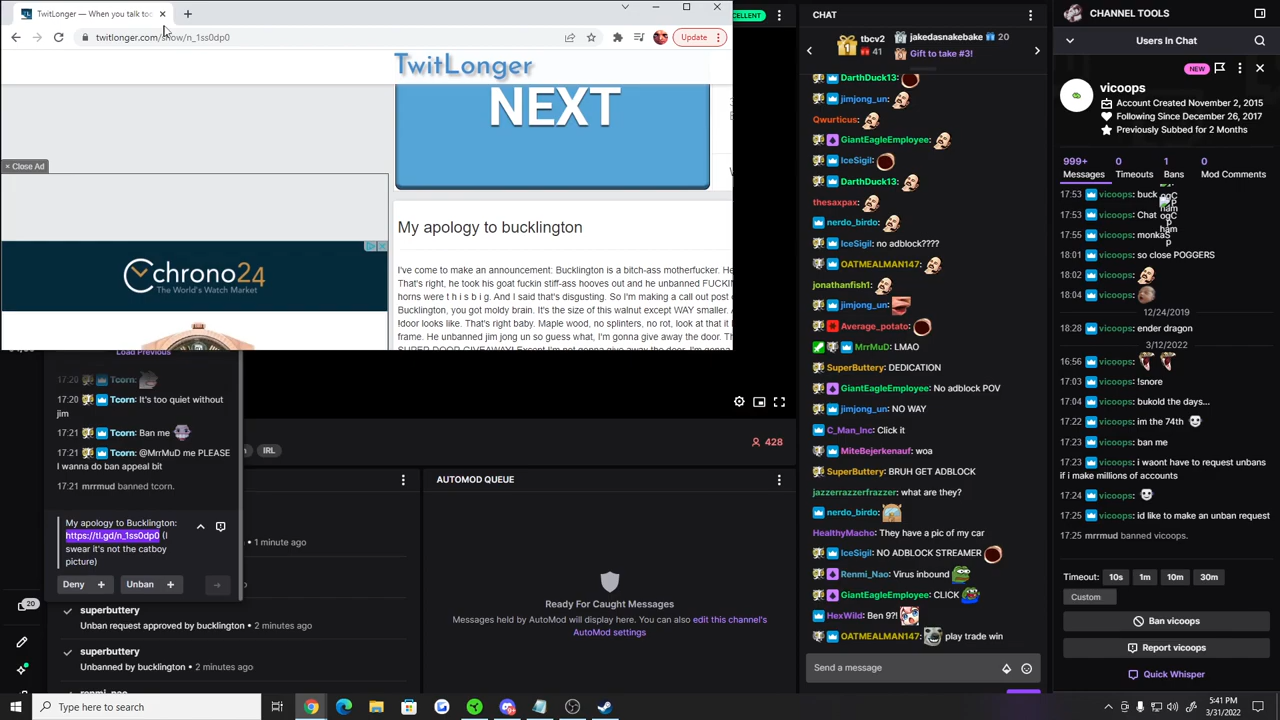 TwitLonger — When you talk too
twitlonger.com/show/n_1ss0dp0
Update
TwitLonger
NEXT
× Close Ad
chrono24
The World's Watch Market
My apology to bucklington
I've come to make an announcement: Bucklington is a bitch-ass motherfucker. He
That's right, he took his goat fuckin stiff-ass hooves out and he unbanned FUCKIN
horns were t h i s b i g. And I said that's disgusting. So I'm making a call out post
Bucklington, you got moldy brain. It's the size of this walnut except WAY smaller.
door looks like. That's right baby. Maple wood, no splinters, no rot, look at that
frame. He unbanned jim jong un so guess what, I'm gonna give away the door. Th
Load Previous
17:20 Tcorn:
17:21 Tcorn: It's too quiet without
jim
17:21 Tcorn: Ban me
17:21 Tcorn: @MrrMuD me PLEASE
I wanna do ban appeal bit
17:21 mrrmud banned tcorn.
My apology to Bucklington:
https://tl.gd/n_1ss0dp0 (I
swear it's not the catboy
picture)
Deny +
Unban +
• 1 minute ago
superbuttery
Unban request approved by bucklington • 2 minutes ago
superbuttery
Unbanned by bucklington • 2 minutes ago
renmi_nao
20
EXCELLENT
IRL
428
AUTOMOD QUEUE
Ready For Caught Messages
Messages held by AutoMod will display here. You can also edit this channel's
AutoMod settings
CHAT
tbcv2
41
jakedasnakebake 20
Gift to take #3!
DarthDuck13:
jimjong_un:
Qwurticus:
GiantEagleEmployee:
IceSigil:
DarthDuck13:
thesaxpax:
nerdo_birdo:
IceSigil: no adblock????
OATMEALMAN147:
jonathanfish1:
jimjong_un:
Average_potato:
MrrMuD: LMAO
SuperButtery: DEDICATION
GiantEagleEmployee: No adblock POV
jimjong_un: NO WAY
C_Man_Inc: Click it
MiteBejerkenauf: woa
SuperButtery: BRUH GET ADBLOCK
jazzerrazzerfrazzer: what are they?
nerdo_birdo:
HealthyMacho: They have a pic of my car
IceSigil: NO ADBLOCK STREAMER
Renmi_Nao: Virus inbound
GiantEagleEmployee: CLICK
HexWild: Ben 9?!
OATMEALMAN147: play trade win
Send a message
CHANNEL TOOLS
Users In Chat
NEW
vicoops
Account Created November 2, 2015
Following Since December 26, 2017
Previously Subbed for 2 Months
999+ 0 1 0
Messages Timeouts Bans Mod Comments
17:53 vicoops: buck
17:53 vicoops: Chat
17:55 vicoops: monkaS
18:01 vicoops: so close POGGERS
18:02 vicoops:
18:04 vicoops:
12/24/2019
18:28 vicoops: ender dragon
3/12/2022
16:56 vicoops:
17:03 vicoops: !snore
17:04 vicoops: bukold the days...
17:22 vicoops: im the 74th
17:23 vicoops: ban me
17:23 vicoops: i waont have to request unbans
if i make millions of accounts
17:24 vicoops:
17:25 vicoops: id like to make an unban request
17:25 mrrmud banned vicoops.
Timeout: 10s 1m 10m 30m
Custom
Ban vicoops
Report vicoops
Quick Whisper
Type here to search
5:41 PM
3/31/2022